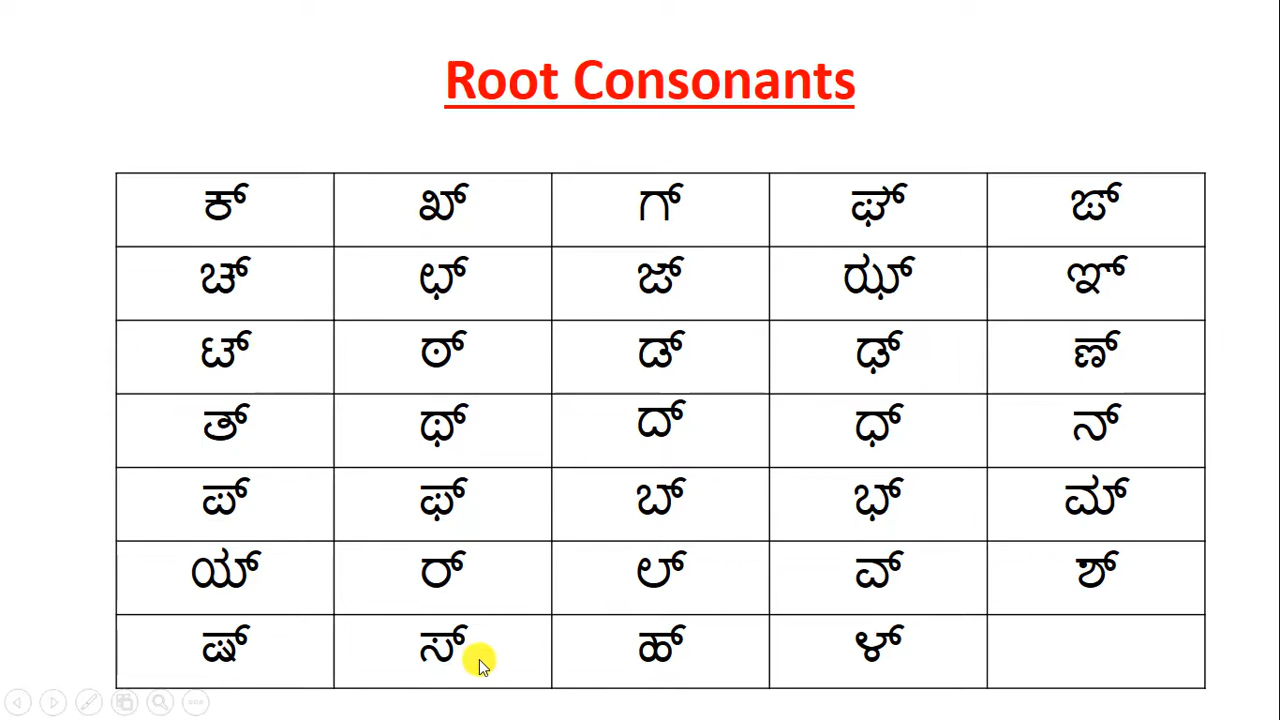 Root Consonants
ಕ್ ಖ್ ಗ್ ಘ್ ಙ್
ಚ್ ಛ್ ಜ್ ಝ್ ಞ್
ಟ್ ಠ್ ಡ್ ಢ್ ಣ್
ತ್ ಥ್ ದ್ ಧ್ ನ್
ಪ್ ಫ್ ಬ್ ಭ್ ಮ್
ಯ್ ರ್ ಲ್ ವ್ ಶ್
ಷ್ ಸ್ ಹ್ ಳ್